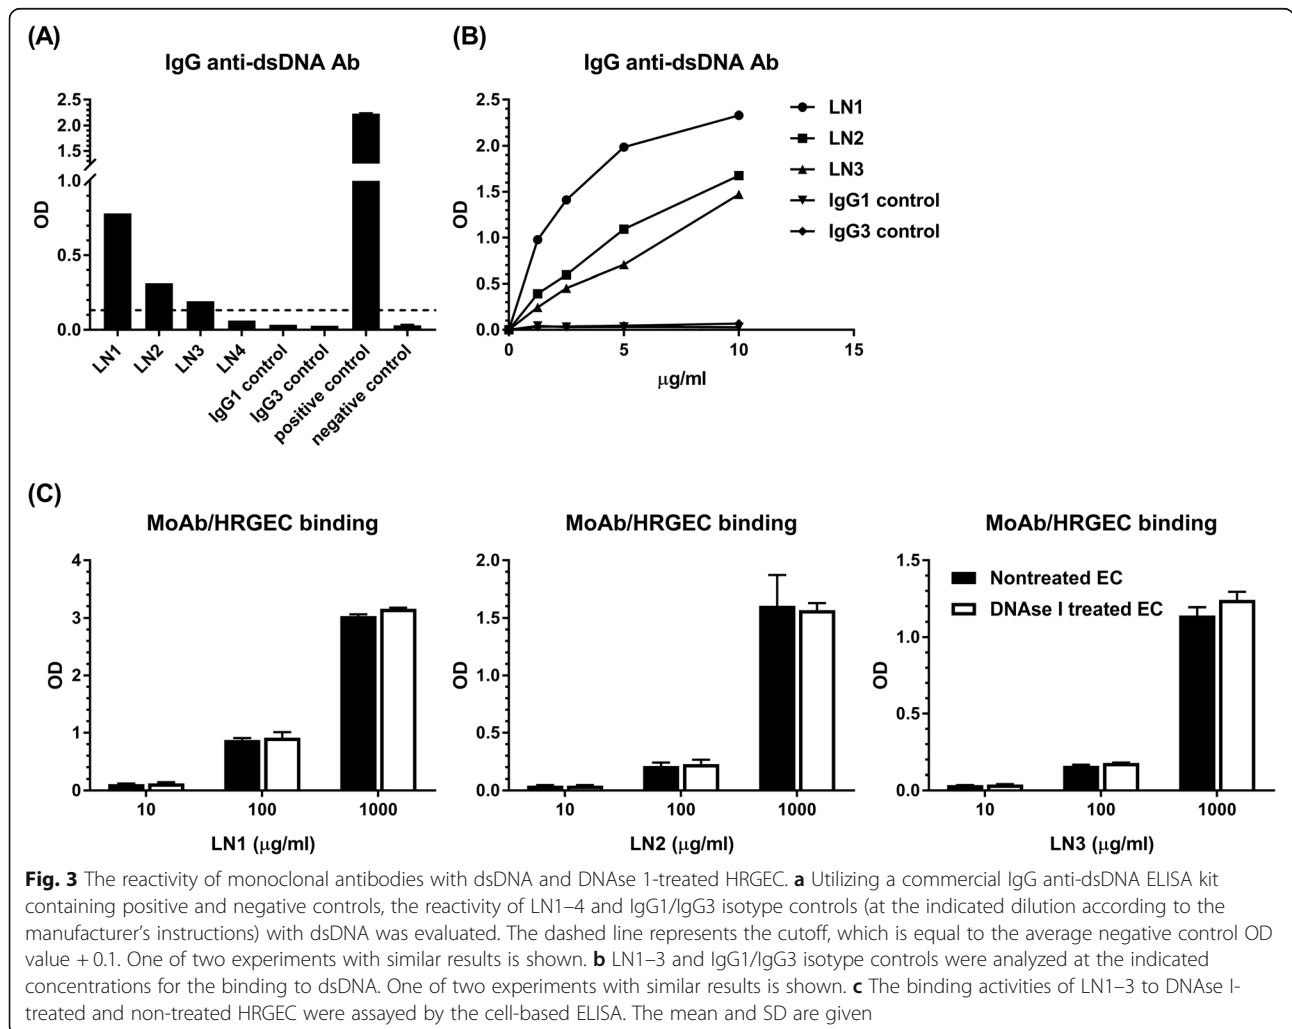 (A)
IgG anti-dsDNA Ab
2.5
2.0
1.5
1.0
0.5
0.0
OD
LN1
LN2
LN3
LN4
IgG1 control
IgG3 control
positive control
negative control
(B)
IgG anti-dsDNA Ab
2.5
2.0
1.5
1.0
0.5
0.0
OD
0
5
10
15
μg/ml
LN1
LN2
LN3
IgG1 control
IgG3 control
(C)
MoAb/HRGEC binding
4
3
2
1
0
OD
10
100
1000
LN1 (μg/ml)
MoAb/HRGEC binding
2.0
1.5
1.0
0.5
0.0
OD
10
100
1000
LN2 (μg/ml)
MoAb/HRGEC binding
1.5
1.0
0.5
0.0
OD
Nontreated EC
DNAse I treated EC
10
100
1000
LN3 (μg/ml)
Fig. 3 The reactivity of monoclonal antibodies with dsDNA and DNAse 1-treated HRGEC. a Utilizing a commercial IgG anti-dsDNA ELISA kit
containing positive and negative controls, the reactivity of LN1–4 and IgG1/IgG3 isotype controls (at the indicated dilution according to the
manufacturer's instructions) with dsDNA was evaluated. The dashed line represents the cutoff, which is equal to the average negative control OD
value + 0.1. One of two experiments with similar results is shown. b LN1–3 and IgG1/IgG3 isotype controls were analyzed at the indicated
concentrations for the binding to dsDNA. One of two experiments with similar results is shown. c The binding activities of LN1–3 to DNAse I-
treated and non-treated HRGEC were assayed by the cell-based ELISA. The mean and SD are given